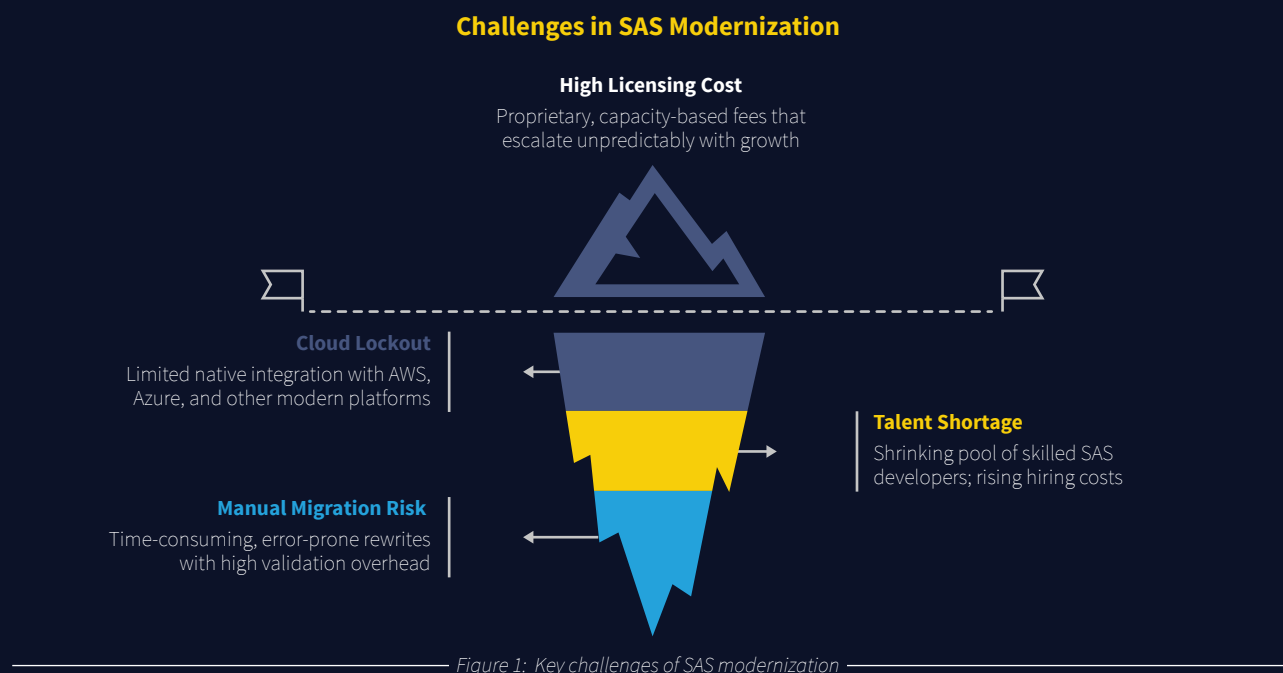 Challenges in SAS Modernization
High Licensing Cost
Proprietary, capacity-based fees that
escalate unpredictably with growth
Cloud Lockout
Limited native integration with AWS,
Azure, and other modern platforms
Talent Shortage
Shrinking pool of skilled SAS
developers; rising hiring costs
Manual Migration Risk
Time-consuming, error-prone rewrites
with high validation overhead
Figure 1: Key challenges of SAS modernization